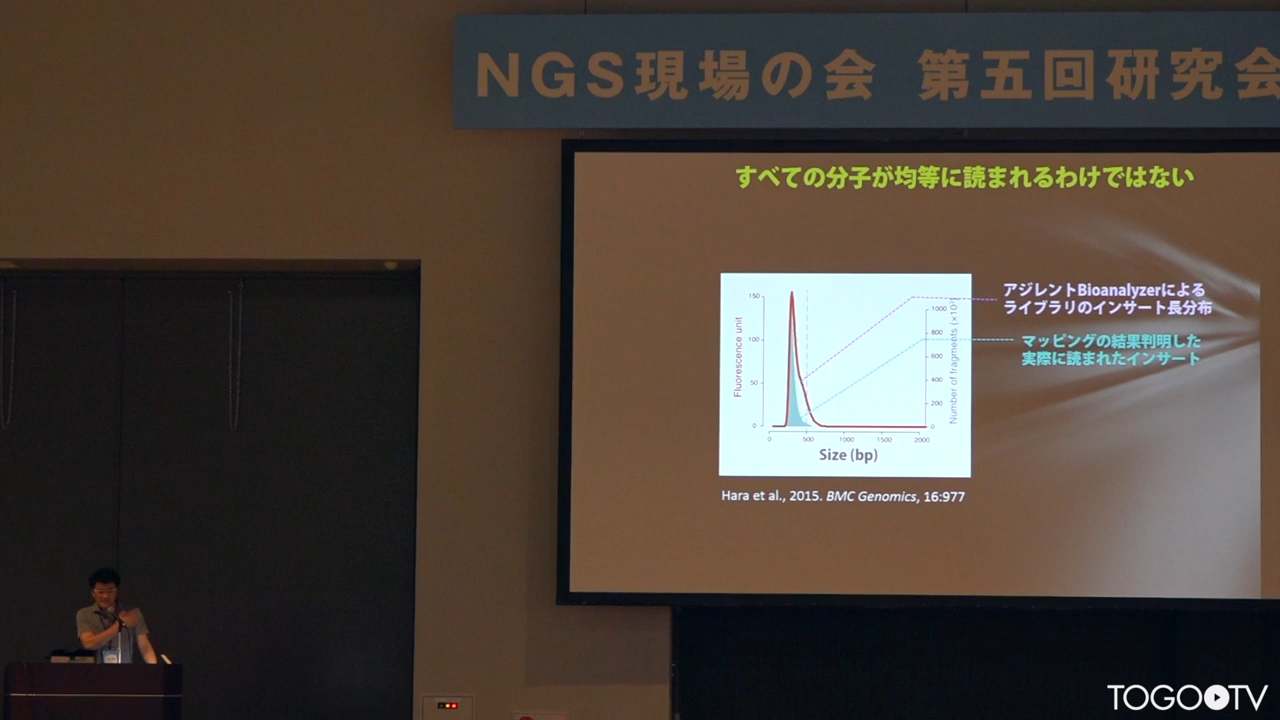 NGS現場の会 第五回研究会
すべての分子が均等に読まれるわけではない
アジレントBioanalyzerによる
ライブラリのインサート長分布
マッピングの結果判明した
実際に読まれたインサート
Fluorescence unit
150
100
50
0
1000
800
600
400
200
0
Number of fragments (×10³)
0 500 1000 1500 2000
Size (bp)
Hara et al., 2015. BMC Genomics, 16:977
TOGO TV